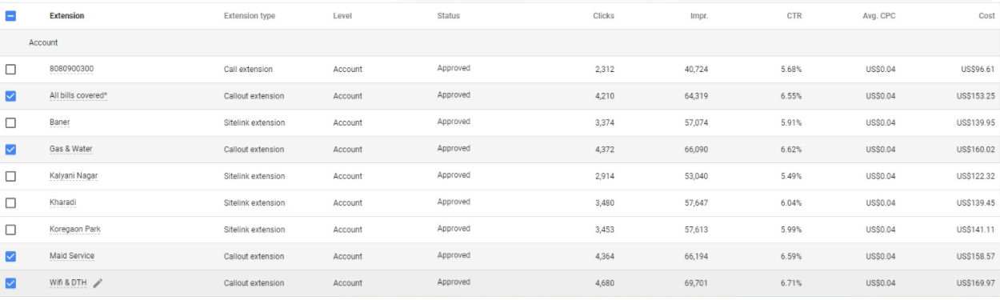 Extension Extension type Level Status Clicks Impr. CTR Avg. CPC Cost
Account
8080900300 Call extension Account Approved 2,312 40,724 5.68% US$0.04 US$96.61
All bills covered* Callout extension Account Approved 4,210 64,319 6.55% US$0.04 US$153.25
Baner Sitelink extension Account Approved 3,374 57,074 5.91% US$0.04 US$139.95
Gas & Water Callout extension Account Approved 4,372 66,090 6.62% US$0.04 US$160.02
Kalyani Nagar Sitelink extension Account Approved 2,914 53,040 5.49% US$0.04 US$122.32
Kharadi Sitelink extension Account Approved 3,480 57,647 6.04% US$0.04 US$139.45
Koregaon Park Sitelink extension Account Approved 3,453 57,613 5.99% US$0.04 US$141.11
Maid Service Callout extension Account Approved 4,364 66,194 6.59% US$0.04 US$158.57
Wifi & DTH Callout extension Account Approved 4,680 69,701 6.71% US$0.04 US$169.97